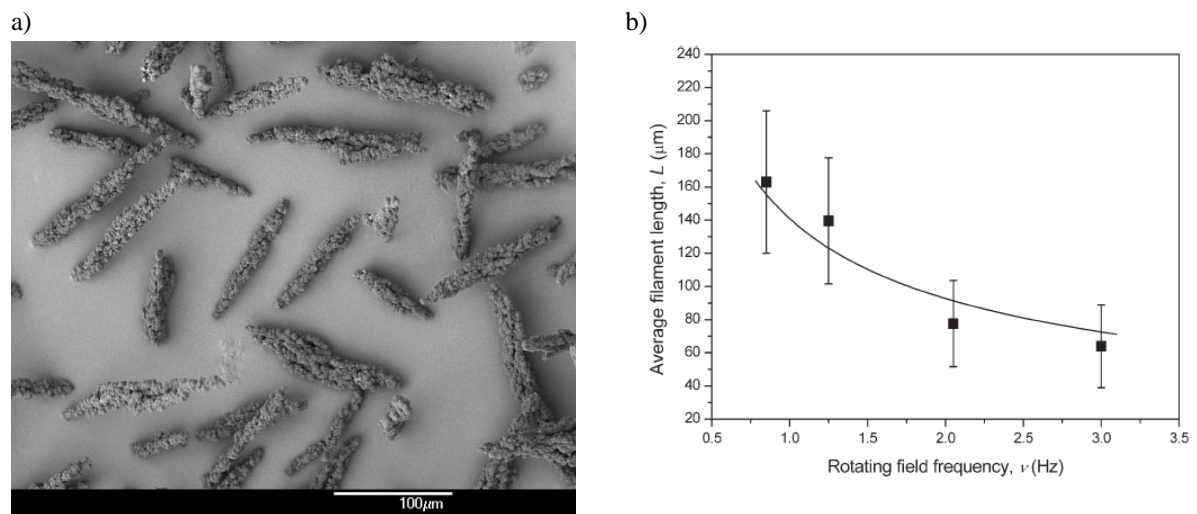 a)
b)
100μm
240
220
200
180
160
140
120
100
80
60
40
20
0.5 1.0 1.5 2.0 2.5 3.0 3.5
Average filament length, L (μm)
Rotating field frequency, ν (Hz)